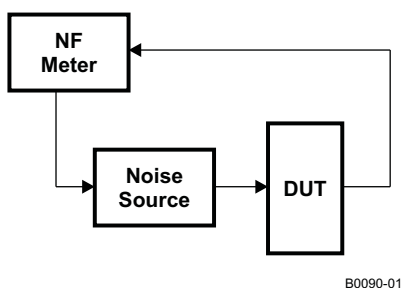 NF
Meter
Noise
Source
DUT
B0090-01